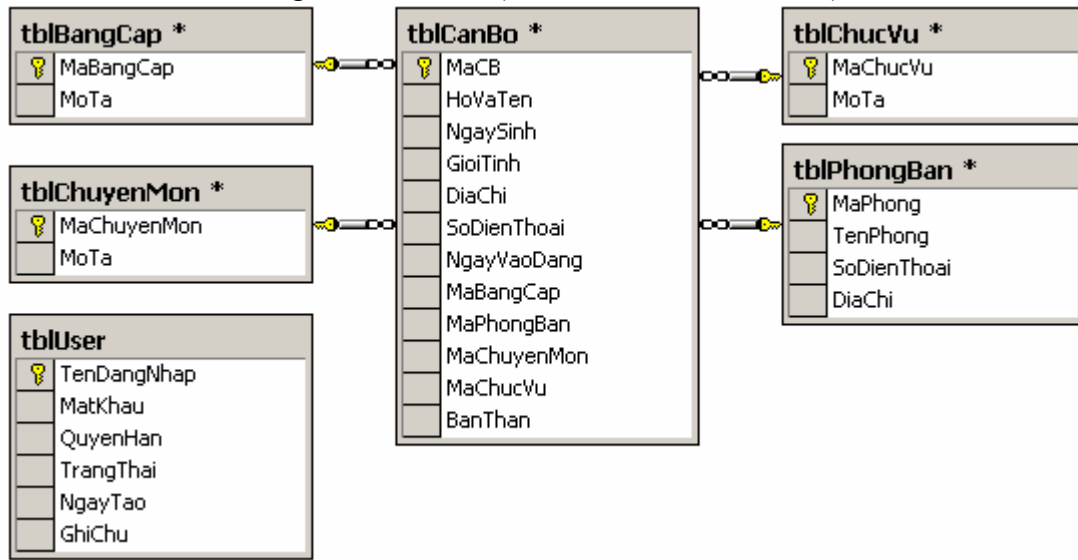 tblBangCap *
MaBangCap
MoTa
tblChuyenMon *
MaChuyenMon
MoTa
tblUser
TenDangNhap
MatKhau
QuyenHan
TrangThai
NgayTao
GhiChu
tblCanBo *
MaCB
HoVaTen
NgaySinh
GioiTinh
DiaChi
SoDienThoai
NgayVaoDang
MaBangCap
MaPhongBan
MaChuyenMon
MaChucVu
BanThan
tblChucVu *
MaChucVu
MoTa
tblPhongBan *
MaPhong
TenPhong
SoDienThoai
DiaChi